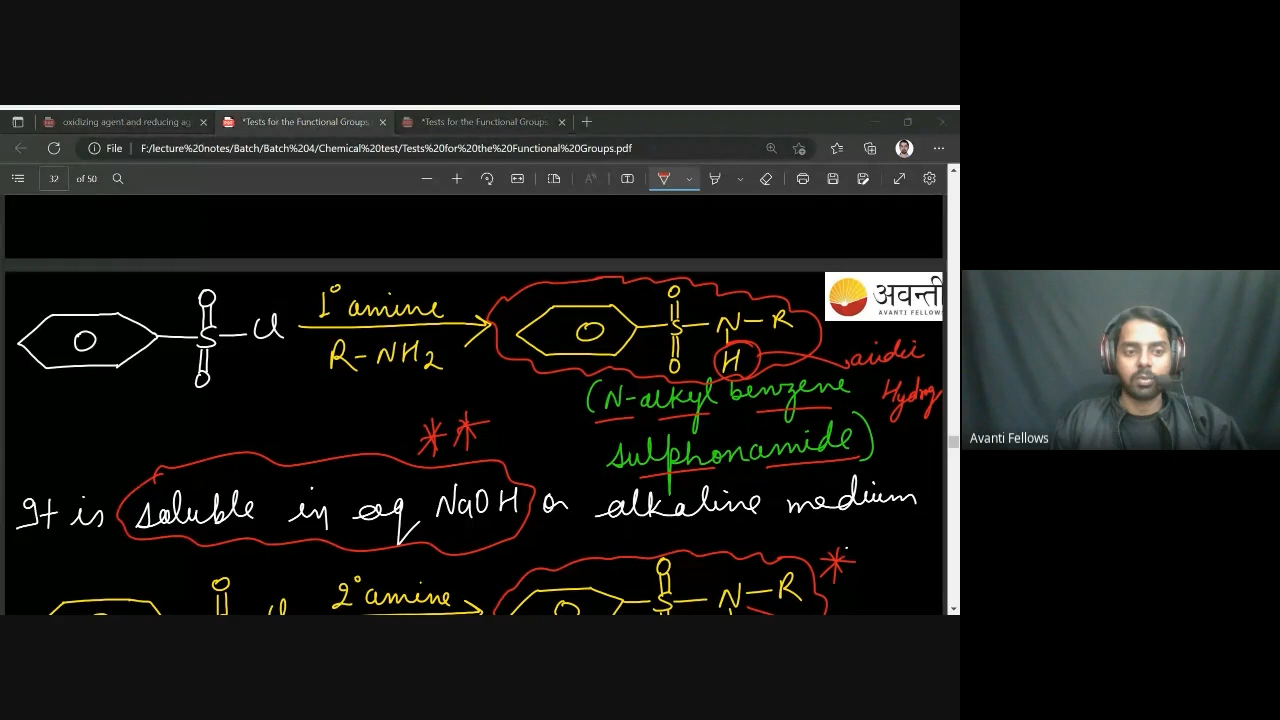 oxidizing agent and reducing ag
*Tests for the Functional Groups.
*Tests for the Functional Groups.
File
F:/lecture%20notes/Batch/Batch%204/Chemical%20test/Tests%20for%20the%20Functional%20Groups.pdf
32 of 50
अवन्ती
AVANTI FELLOWS
O
S Cl
O
1° amine
R-NH2
O
S N-R
O H
acidic
Hydrog
(N-alkyl benzene
sulphonamide)
It is soluble in aq NaOH or alkaline medium
2° amine
O
S N-R
Avanti Fellows